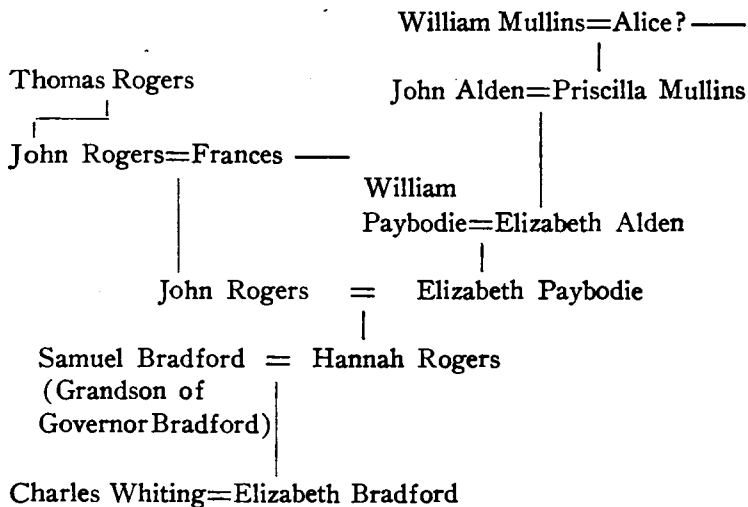 William Mullins=Alice?——
Thomas Rogers
John Alden=Priscilla Mullins
John Rogers=Frances ——
William
Paybodie=Elizabeth Alden
John Rogers = Elizabeth Paybodie
Samuel Bradford = Hannah Rogers
(Grandson of
Governor Bradford)
Charles Whiting=Elizabeth Bradford